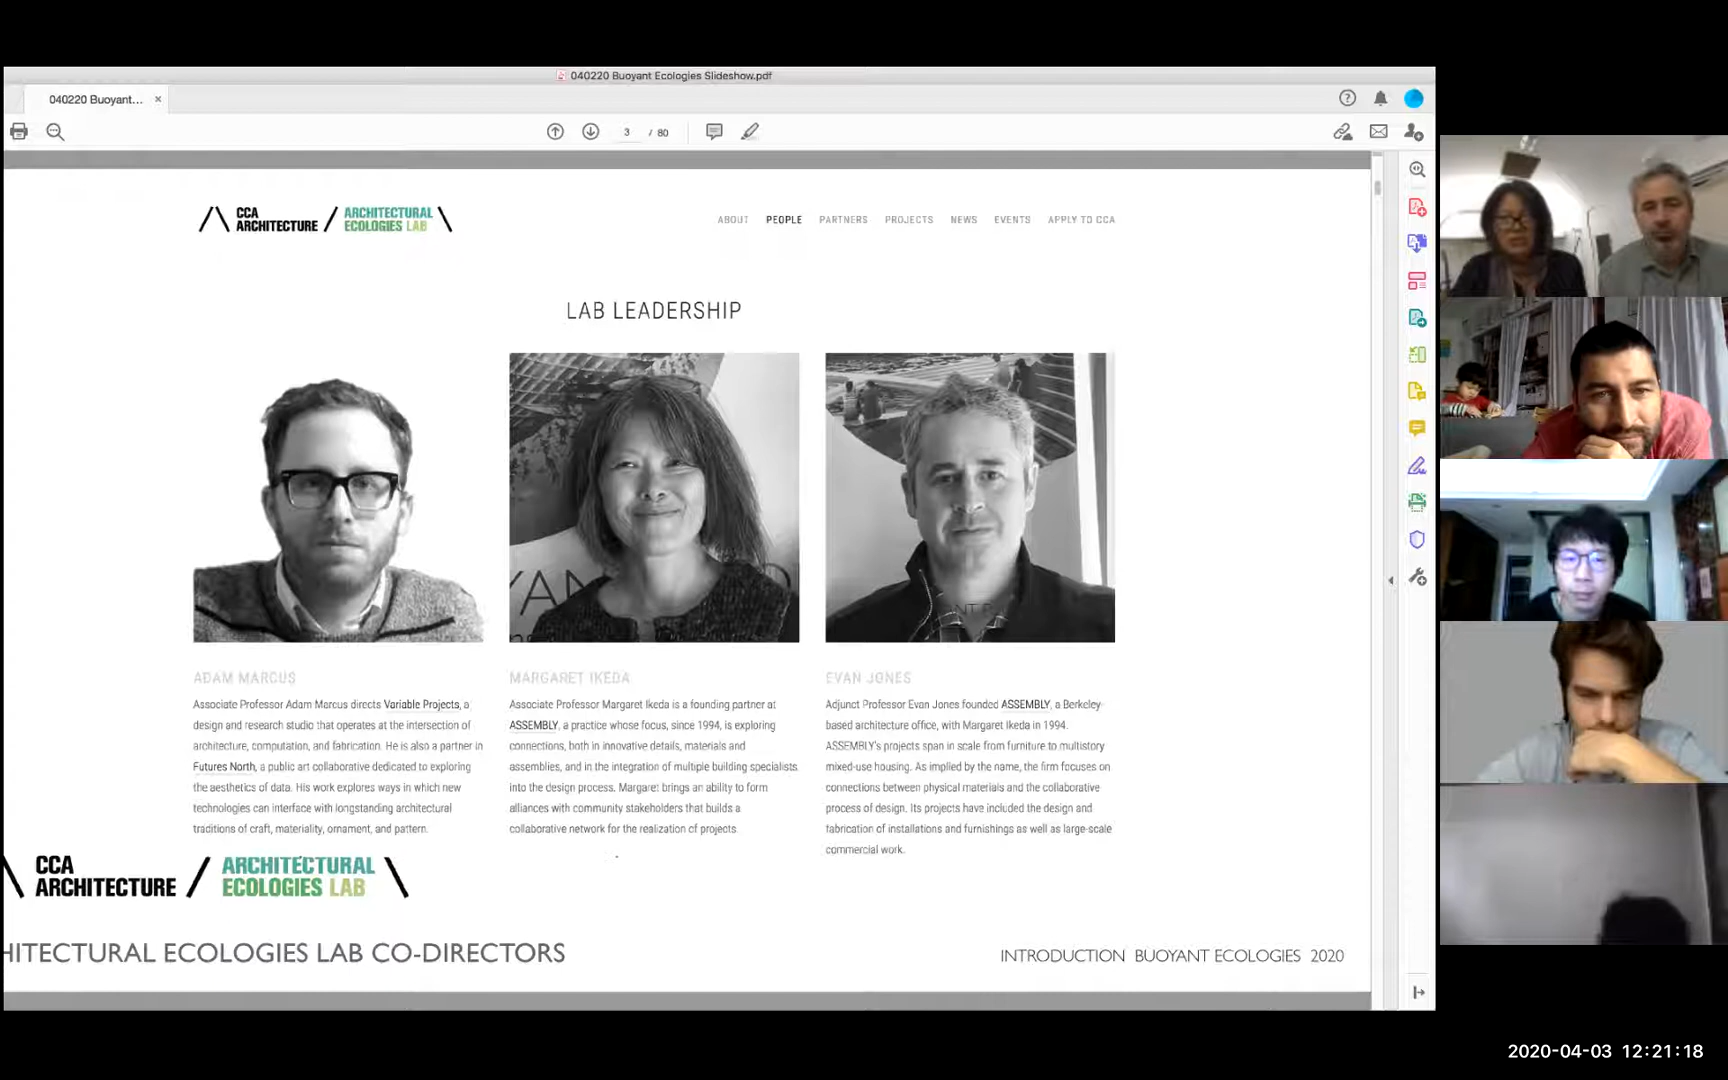 040220 Buoyant Ecologies Slideshow.pdf
040220 Buoyant... ×
3 / 80
CCA ARCHITECTURE / ARCHITECTURAL ECOLOGIES LAB
ABOUT PEOPLE PARTNERS PROJECTS NEWS EVENTS APPLY TO CCA
LAB LEADERSHIP
ADAM MARCUS
Associate Professor Adam Marcus directs Variable Projects, a
design and research studio that operates at the intersection of
architecture, computation, and fabrication. He is also a partner in
Futures North, a public art collaborative dedicated to exploring
the aesthetics of data. His work explores ways in which new
technologies can interface with longstanding architectural
traditions of craft, materiality, ornament, and pattern.
MARGARET IKEDA
Associate Professor Margaret Ikeda is a founding partner at
ASSEMBLY, a practice whose focus, since 1994, is exploring
connections, both in innovative details, materials and
assemblies, and in the integration of multiple building specialists
into the design process. Margaret brings an ability to form
alliances with community stakeholders that builds a
collaborative network for the realization of projects.
EVAN JONES
Adjunct Professor Evan Jones founded ASSEMBLY, a Berkeley-
based architecture office, with Margaret Ikeda in 1994.
ASSEMBLY's projects span in scale from furniture to multistory
mixed-use housing. As implied by the name, the firm focuses on
connections between physical materials and the collaborative
process of design. Its projects have included the design and
fabrication of installations and furnishings as well as large-scale
commercial work.
CCA ARCHITECTURE / ARCHITECTURAL ECOLOGIES LAB
HITECTURAL ECOLOGIES LAB CO-DIRECTORS
INTRODUCTION BUOYANT ECOLOGIES 2020
2020-04-03 12:21:18